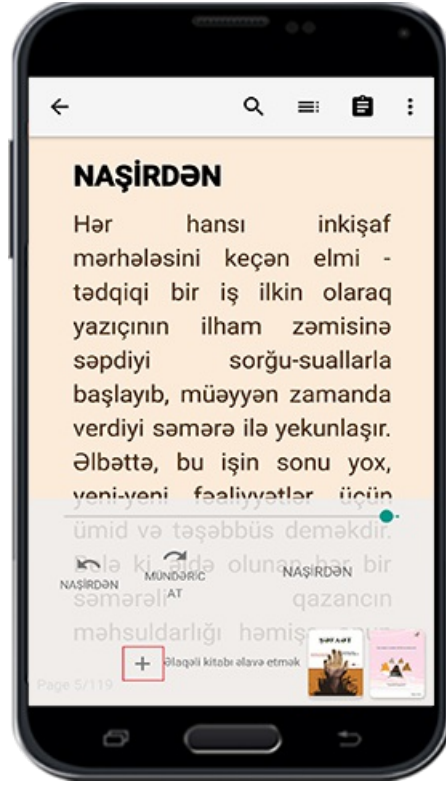 NAŞİRDƏN
Hər hansı inkişaf
mərhələsini keçən elmi -
tədqiqi bir iş ilkin olaraq
yazıçının ilham zəmisinə
səpdiyi sorğu-suallarla
başlayıb, müəyyən zamanda
verdiyi səmərə ilə yekunlaşır.
Əlbəttə, bu işin sonu yox,
yeni-yeni fəaliyyətlər üçün
ümid və təşəbbüs deməkdir.
Belə ki, əldə olunan hər bir
NAŞİRDƏN
MÜNDƏRİC
AT
NAŞİRDƏN
səmərəli qazancın
məhsuldarlığı həmişə
Əlaqəli kitabı əlavə etmək
Page 5/119